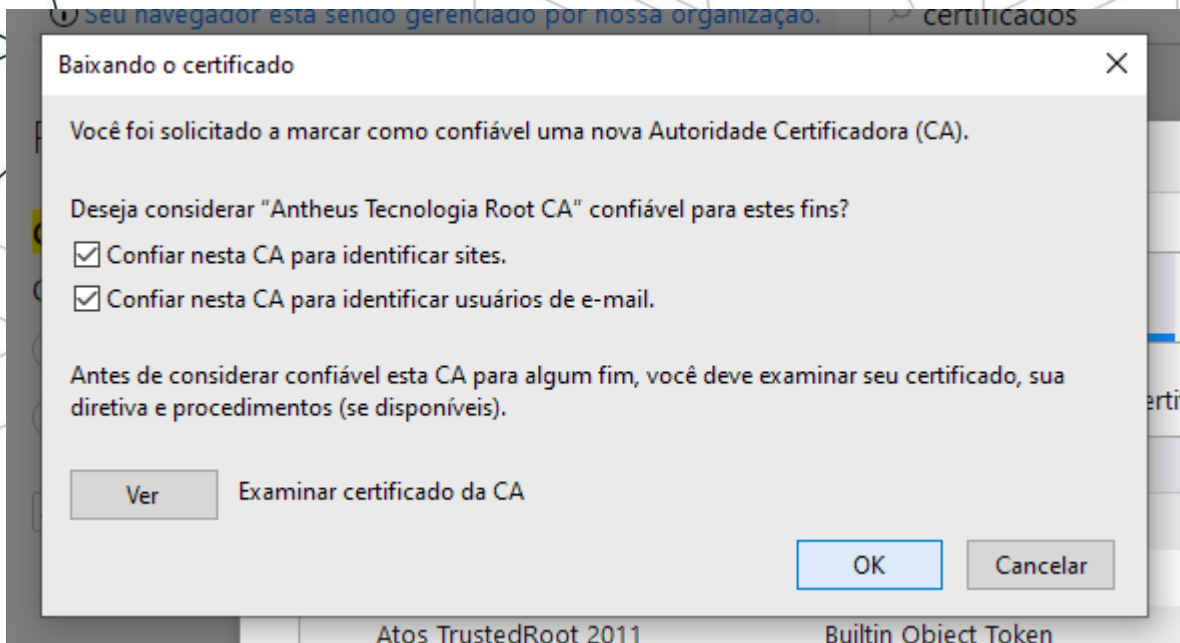 Seu navegador está sendo gerenciado por nossa organização.
certificados
Baixando o certificado
Você foi solicitado a marcar como confiável uma nova Autoridade Certificadora (CA).
Deseja considerar “Antheus Tecnologia Root CA” confiável para estes fins?
Confiar nesta CA para identificar sites.
Confiar nesta CA para identificar usuários de e-mail.
Antes de considerar confiável esta CA para algum fim, você deve examinar seu certificado, sua
diretiva e procedimentos (se disponíveis).
Ver
Examinar certificado da CA
OK
Cancelar
Atos TrustedRoot 2011
Builtin Object Token